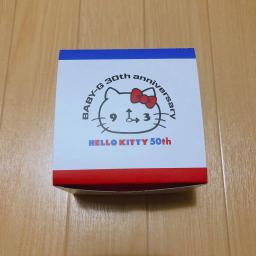 BABY-G 30th anniversary
9 3
HELLO KITTY 50th